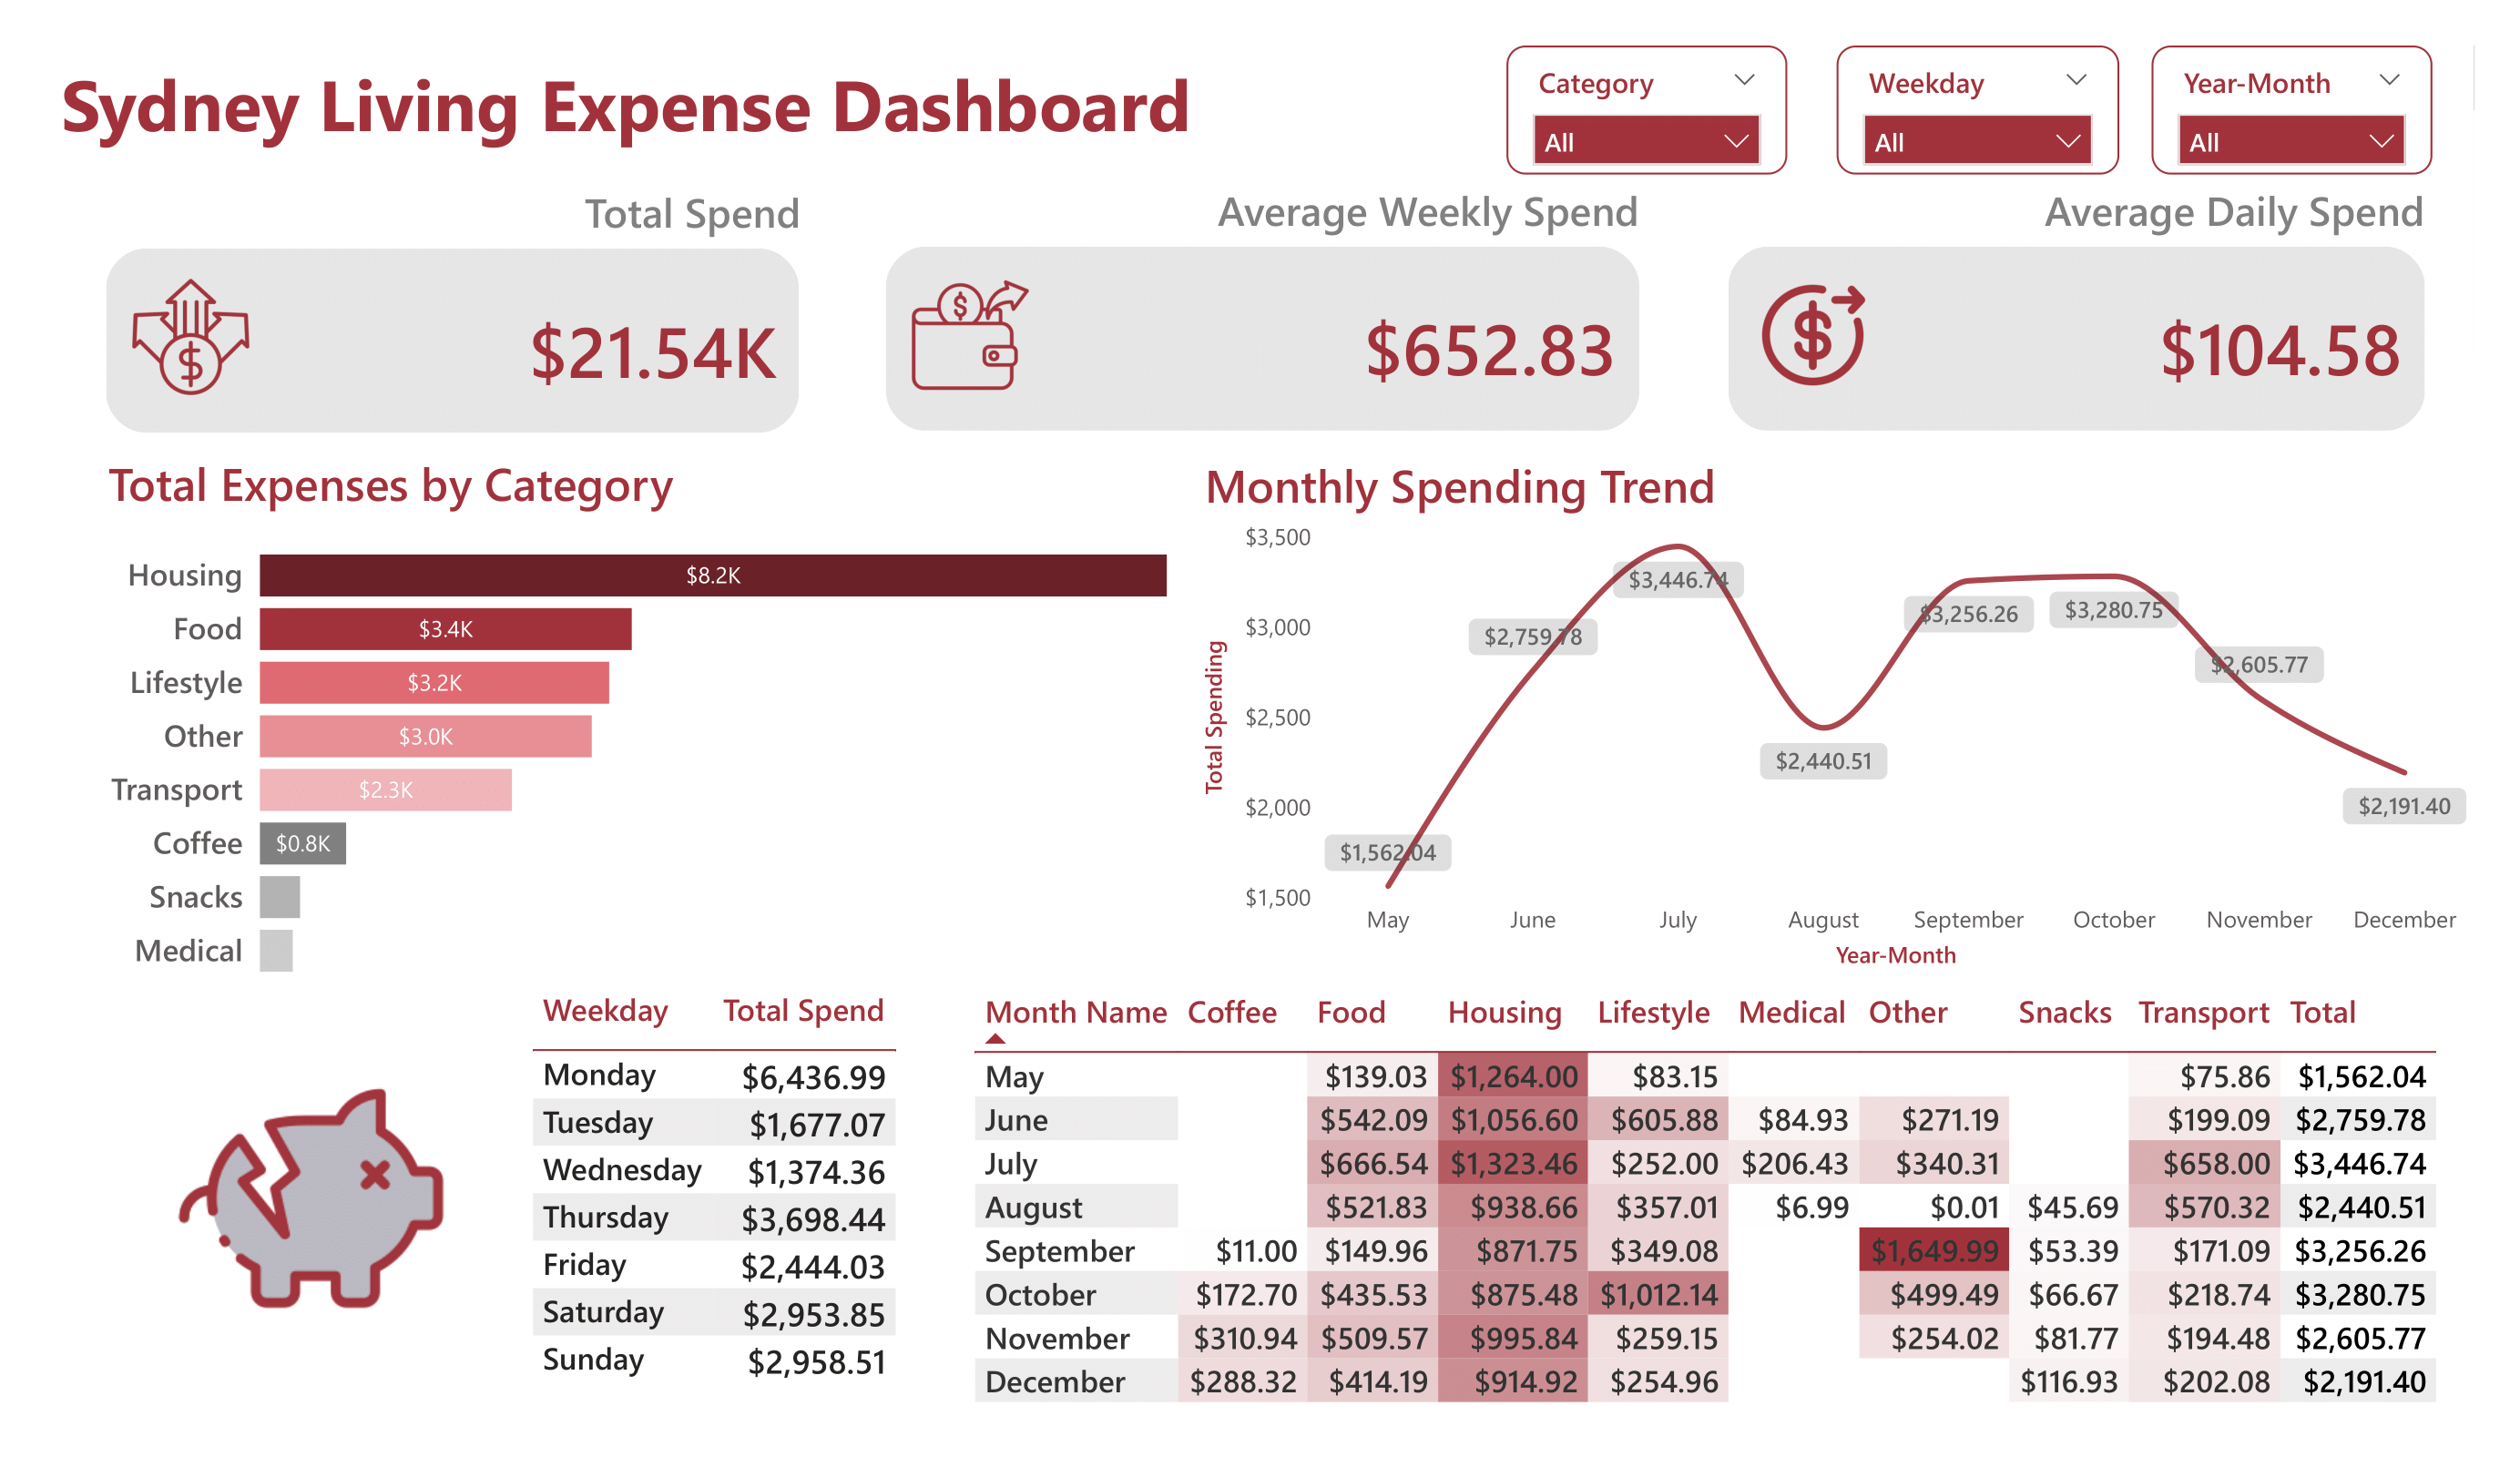 Sydney Living Expense Dashboard
Category
All
Weekday
All
Year-Month
All
Total Spend
$21.54K
Average Weekly Spend
$652.83
Average Daily Spend
$104.58
Total Expenses by Category
Housing $8.2K
Food $3.4K
Lifestyle $3.2K
Other $3.0K
Transport $2.3K
Coffee $0.8K
Snacks
Medical
Monthly Spending Trend
Total Spending
$3,500
$3,000
$2,500
$2,000
$1,500
$1,562.04
$2,759.78
$3,446.74
$2,440.51
$3,256.26
$3,280.75
$2,605.77
$2,191.40
May June July August September October November December
Year-Month
Weekday Total Spend
Monday $6,436.99
Tuesday $1,677.07
Wednesday $1,374.36
Thursday $3,698.44
Friday $2,444.03
Saturday $2,953.85
Sunday $2,958.51
Month Name Coffee Food Housing Lifestyle Medical Other Snacks Transport Total
May $139.03 $1,264.00 $83.15 $75.86 $1,562.04
June $542.09 $1,056.60 $605.88 $84.93 $271.19 $199.09 $2,759.78
July $666.54 $1,323.46 $252.00 $206.43 $340.31 $658.00 $3,446.74
August $521.83 $938.66 $357.01 $6.99 $0.01 $45.69 $570.32 $2,440.51
September $11.00 $149.96 $871.75 $349.08 $1,649.99 $53.39 $171.09 $3,256.26
October $172.70 $435.53 $875.48 $1,012.14 $499.49 $66.67 $218.74 $3,280.75
November $310.94 $509.57 $995.84 $259.15 $254.02 $81.77 $194.48 $2,605.77
December $288.32 $414.19 $914.92 $254.96 $116.93 $202.08 $2,191.40